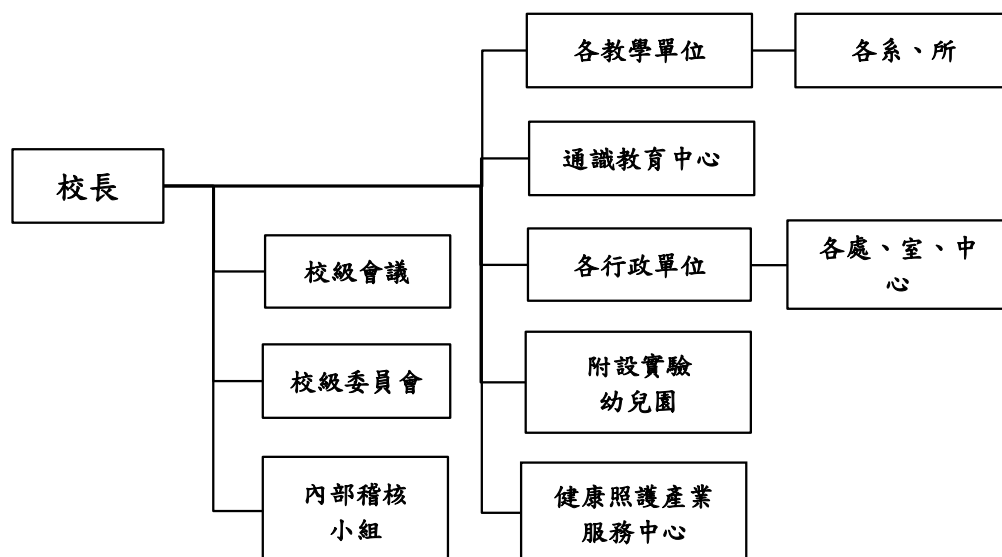 各教學單位
各系、所
通識教育中心
校長
各處、室、中
心
校級會議
各行政單位
附設實驗
幼兒園
校級委員會
內部稽核
小組
健康照護產業
服務中心